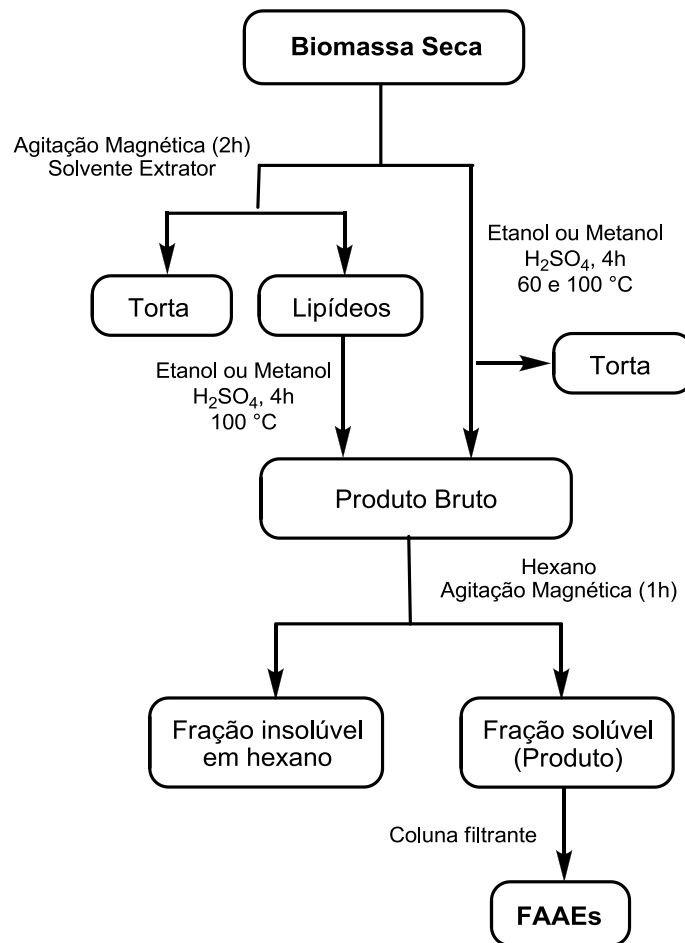 Biomassa Seca
Agitação Magnética (2h)
Solvente Extrator
Etanol ou Metanol
H₂SO₄, 4h
60 e 100 °C
Torta
Lipídeos
Torta
Etanol ou Metanol
H₂SO₄, 4h
100 °C
Produto Bruto
Hexano
Agitação Magnética (1h)
Fração insolúvel
em hexano
Fração solúvel
(Produto)
Coluna filtrante
FAAEs